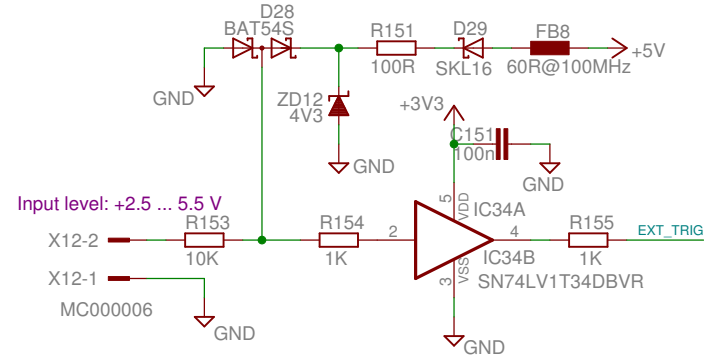 D28
BAT54S
GND
R151
100R
D29
SKL16
FB8
60R@100MHz
+5V
ZD12
4V3
GND
+3V3
C151
100n
GND
Input level: +2.5 ... 5.5 V
X12-2
R153
10K
R154
1K
2
5
VDD
IC34A
4
IC34B
VSS
3
SN74LV1T34DBVR
R155
1K
EXT_TRIG
X12-1
MC000006
GND
GND